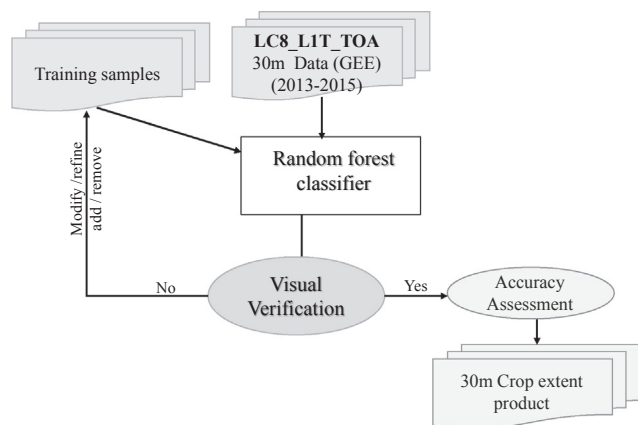 Training samples
LC8_L1T_TOA
30m Data (GEE)
(2013-2015)
Random forest
classifier
Modify /refine
add / remove
No
Visual
Verification
Yes
Accuracy
Assessment
30m Crop extent
product